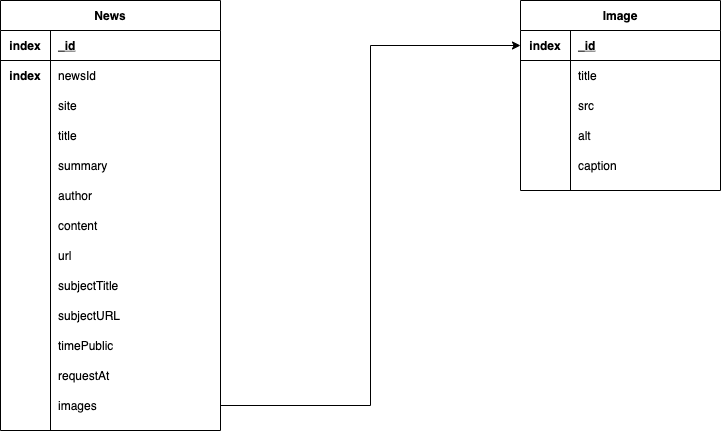 News
index _id
index newsId
site
title
summary
author
content
url
subjectTitle
subjectURL
timePublic
requestAt
images
Image
index _id
title
src
alt
caption